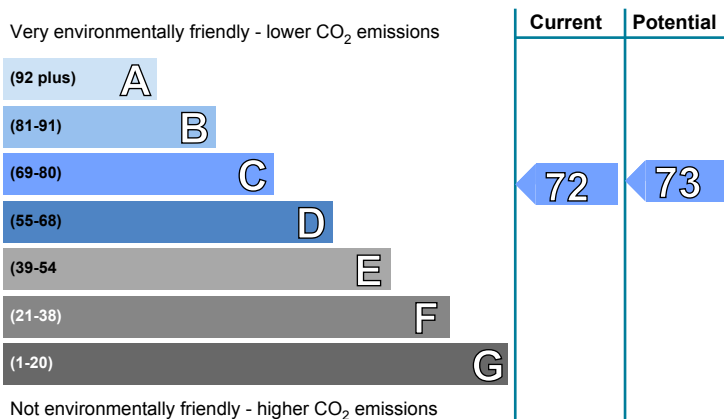 Current Potential
Very environmentally friendly - lower CO2 emissions
(92 plus) A
(81-91) B
(69-80) C
72 73
(55-68) D
(39-54 E
(21-38) F
(1-20) G
Not environmentally friendly - higher CO2 emissions